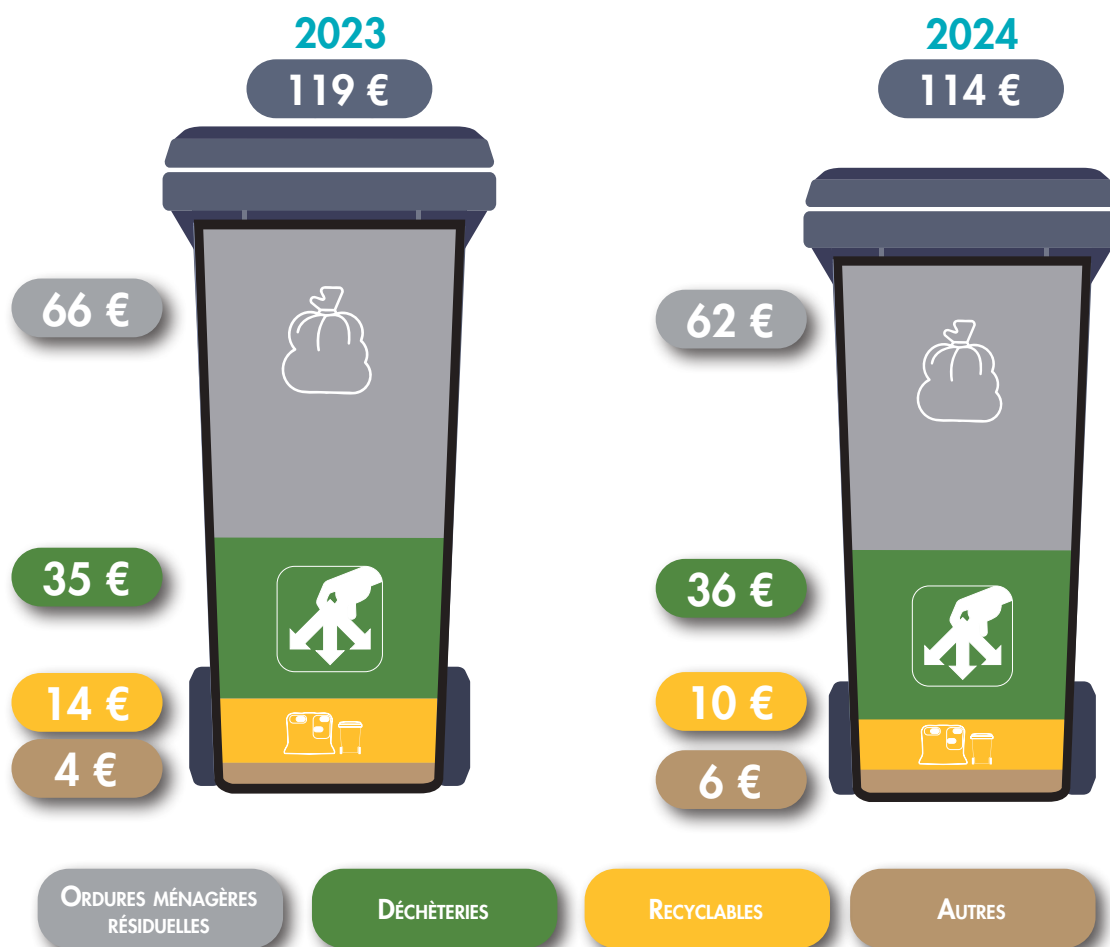 2023
119 €
66 €
35 €
14 €
4 €
2024
114 €
62 €
36 €
10 €
6 €
ORDURES MÉNAGÈRES
RÉSIDUELLES
DÉCHÈTERIES
RECYCLABLES
AUTRES